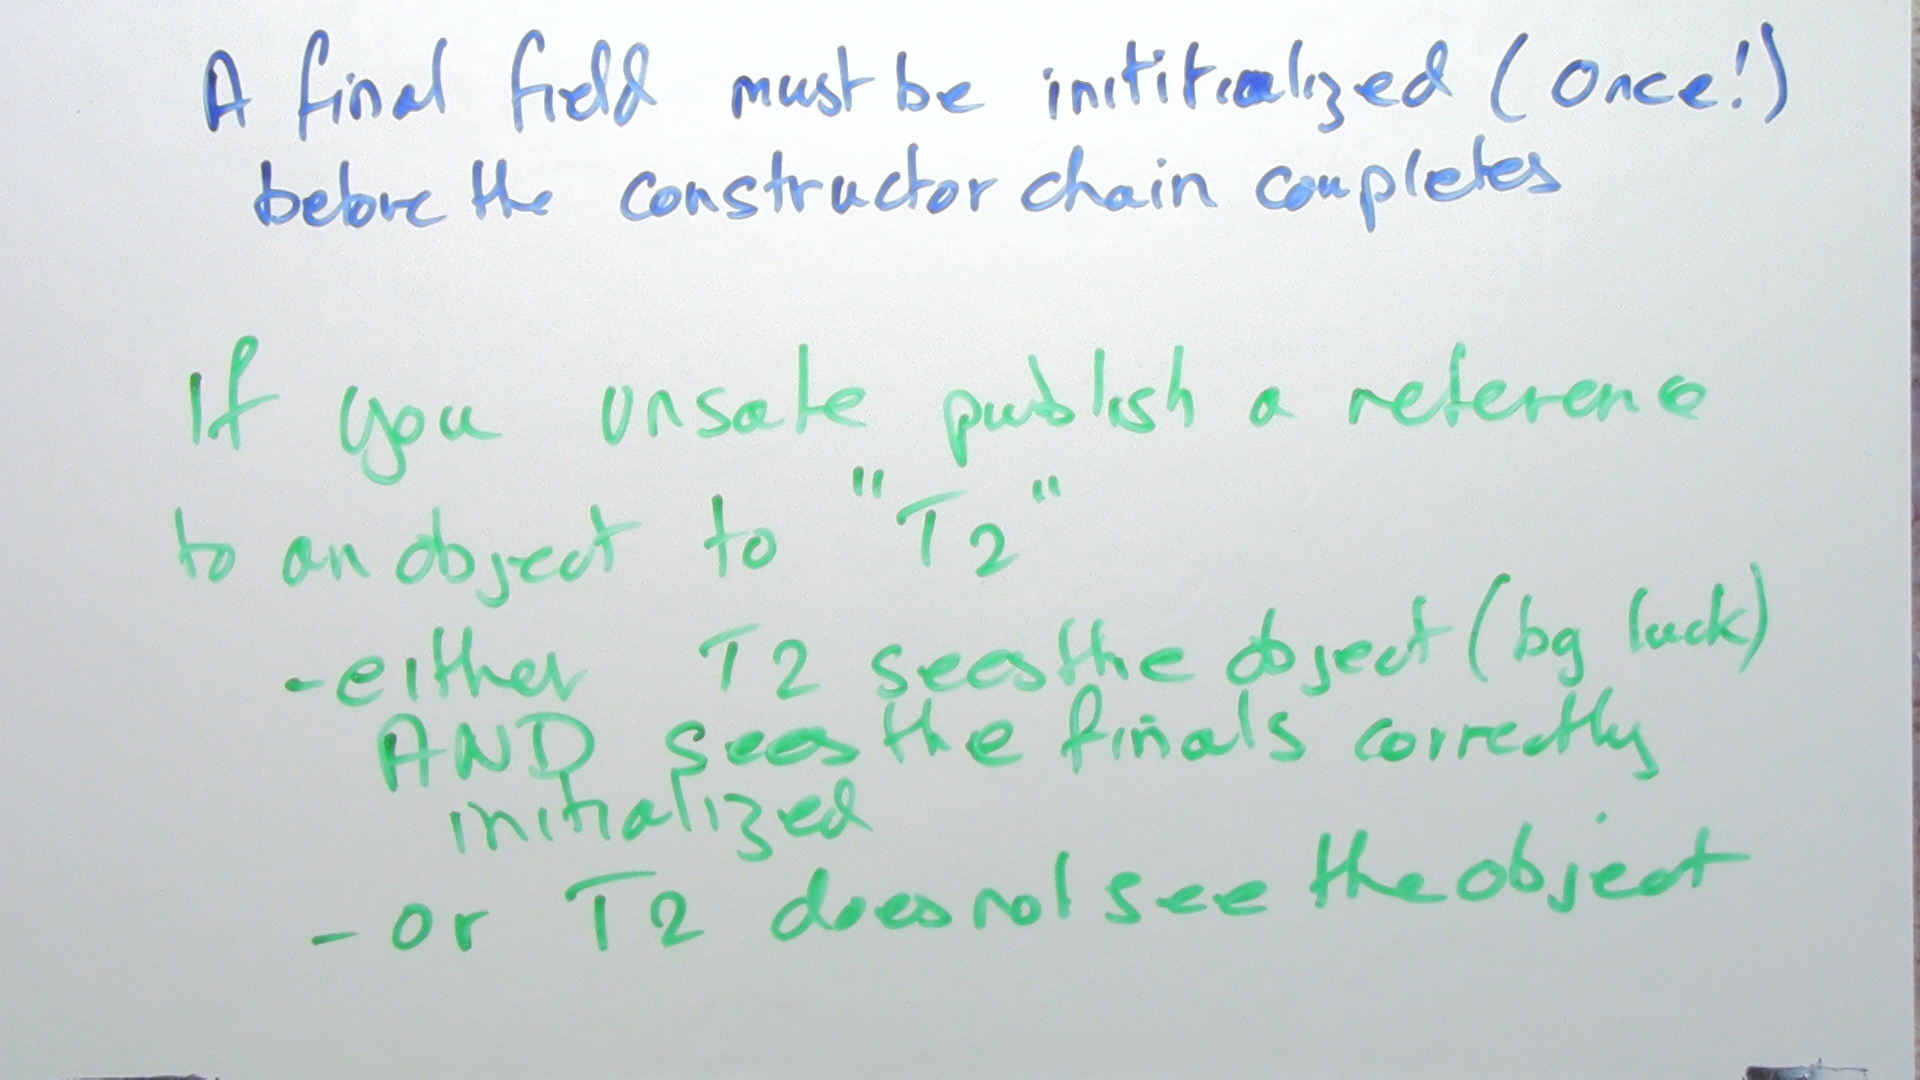 A final field must be inititialized (once!)
before the constructor chain completes
If you unsafe publish a reference
to an object to "T2"
- either T2 sees the object (by luck)
AND sees the finals correctly
initialized
- or T2 does not see the object